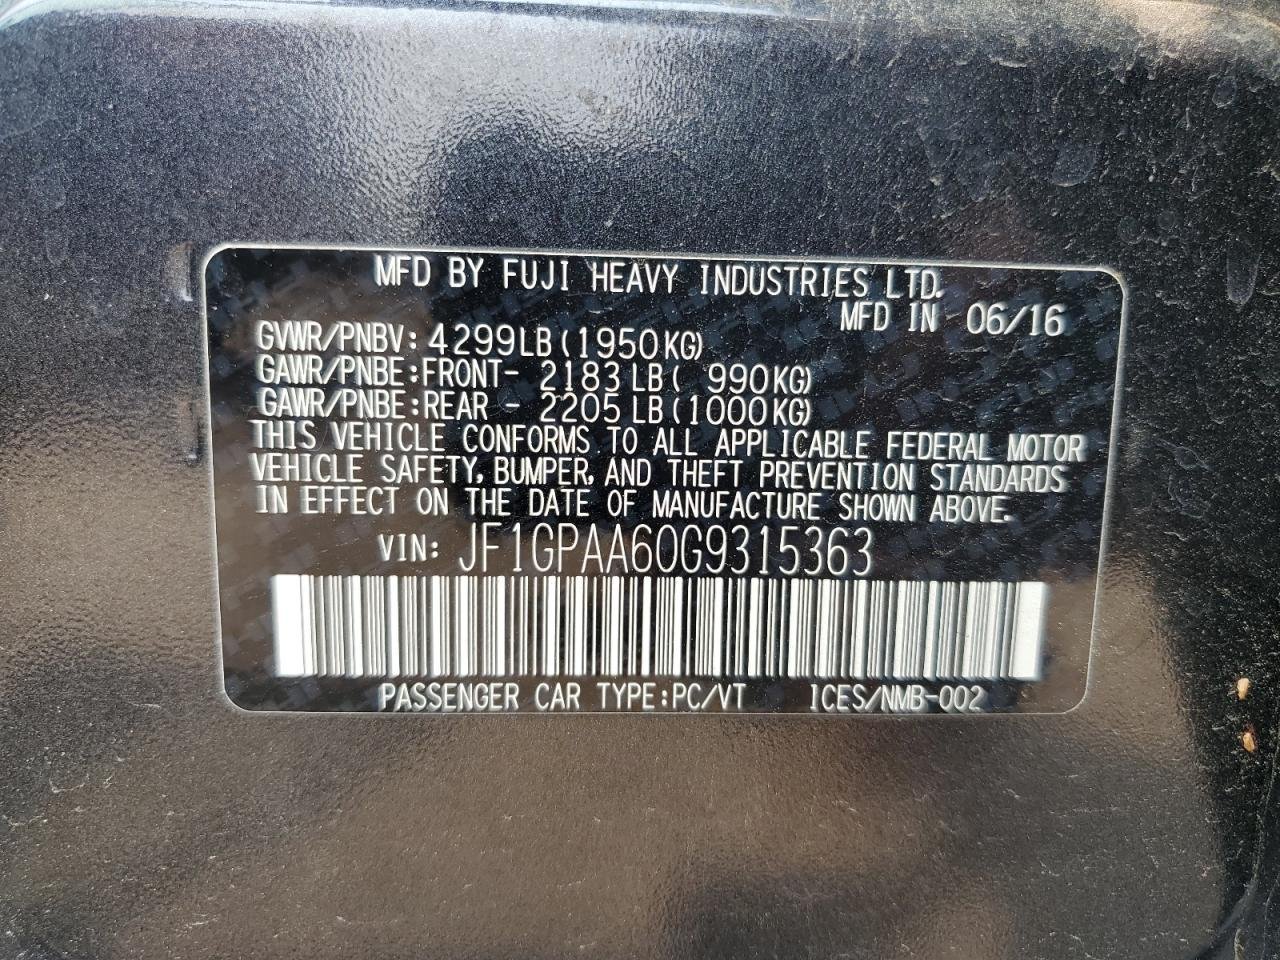 MFD BY FUJI HEAVY INDUSTRIES LTD.
MFD IN 06/16
GVWR/PNBV: 4299LB (1950KG)
GAWR/PNBE:FRONT- 2183 LB ( 990KG)
GAWR/PNBE:REAR - 2205 LB (1000KG)
THIS VEHICLE CONFORMS TO ALL APPLICABLE FEDERAL MOTOR
VEHICLE SAFETY, BUMPER, AND THEFT PREVENTION STANDARDS
IN EFFECT ON THE DATE OF MANUFACTURE SHOWN ABOVE.
VIN: JF1GPAA60G9315363
PASSENGER CAR TYPE:PC/VT ICES/NMB-002